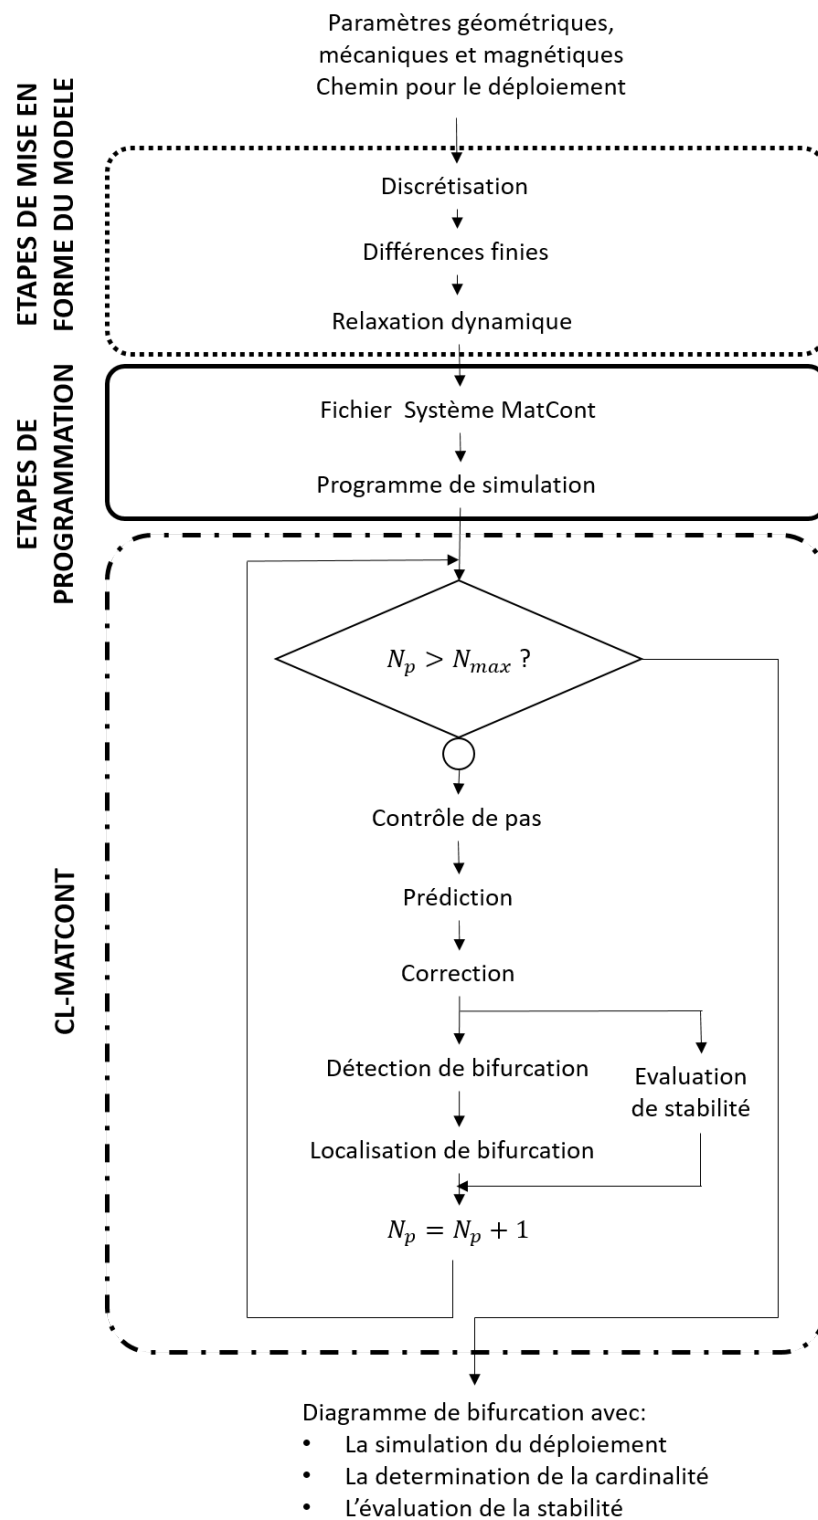 Paramètres géométriques,
mécaniques et magnétiques
Chemin pour le déploiement
ETAPES DE MISE EN
FORME DU MODELE
Discrétisation
Différences finies
Relaxation dynamique
ETAPES DE
PROGRAMMATION
Fichier Système MatCont
Programme de simulation
CL-MATCONT
N_p > N_max ?
Contrôle de pas
Prédiction
Correction
Détection de bifurcation
Evaluation
de stabilité
Localisation de bifurcation
N_p = N_p + 1
Diagramme de bifurcation avec:
• La simulation du déploiement
• La determination de la cardinalité
• L'évaluation de la stabilité